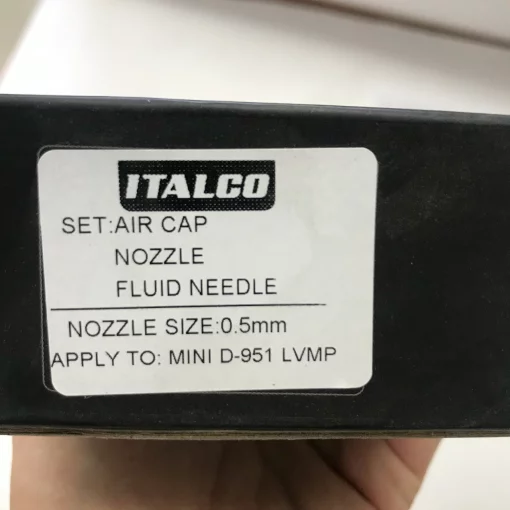 ITALCO
SET:AIR CAP
NOZZLE
FLUID NEEDLE
NOZZLE SIZE:0.5mm
APPLY TO: MINI D-951 LVMP